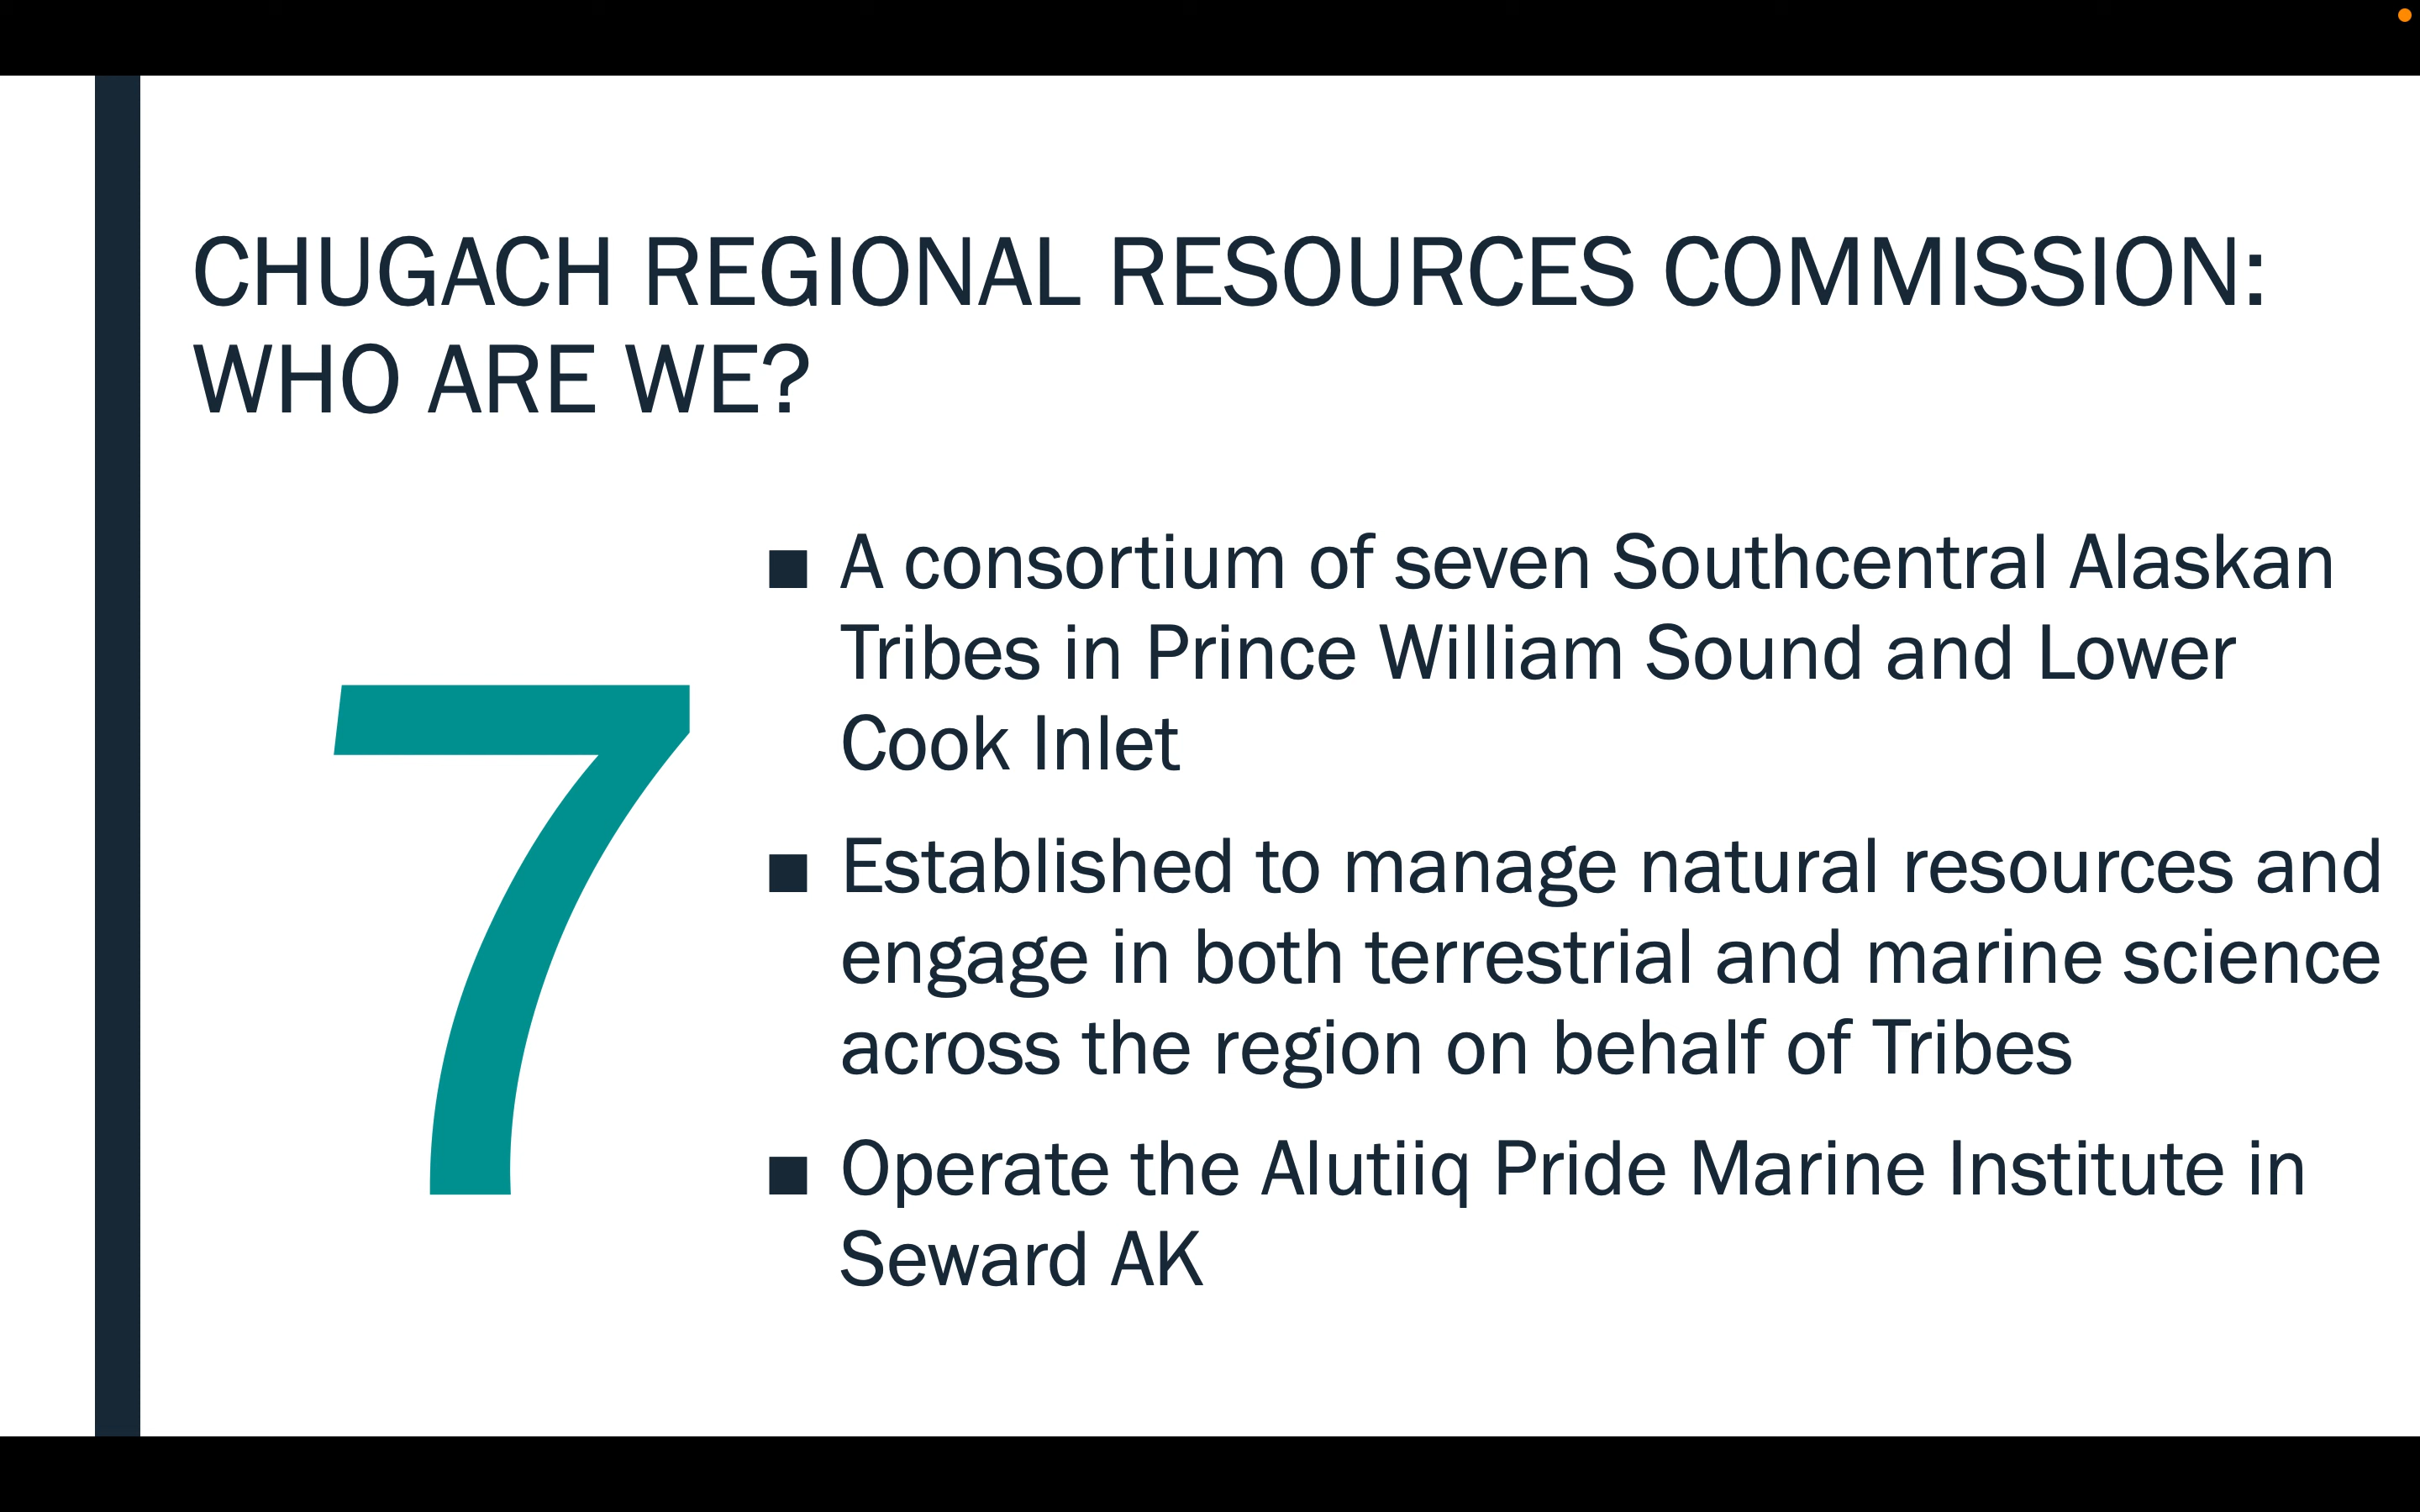 CHUGACH REGIONAL RESOURCES COMMISSION:
WHO ARE WE?
7
■ A consortium of seven Southcentral Alaskan
Tribes in Prince William Sound and Lower
Cook Inlet
■ Established to manage natural resources and
engage in both terrestrial and marine science
across the region on behalf of Tribes
■ Operate the Alutiiq Pride Marine Institute in
Seward AK